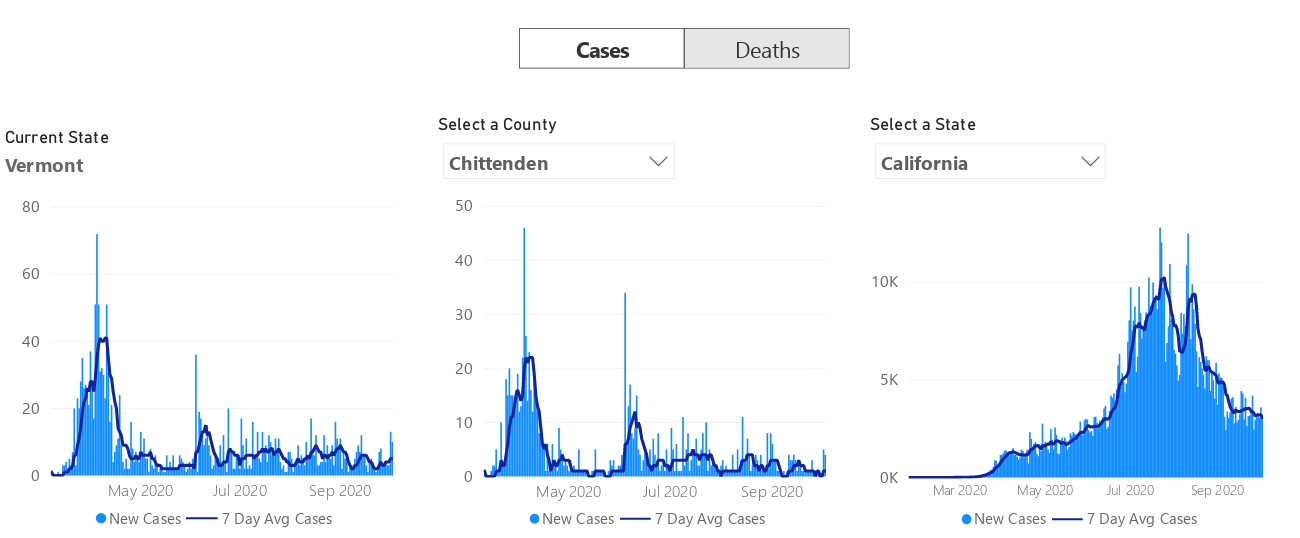 Cases Deaths
Current State
Vermont
Select a County
Chittenden
Select a State
California
80
60
40
20
0
May 2020 Jul 2020 Sep 2020
New Cases 7 Day Avg Cases
50
40
30
20
10
0
May 2020 Jul 2020 Sep 2020
New Cases 7 Day Avg Cases
10K
5K
0K
Mar 2020 May 2020 Jul 2020 Sep 2020
New Cases 7 Day Avg Cases